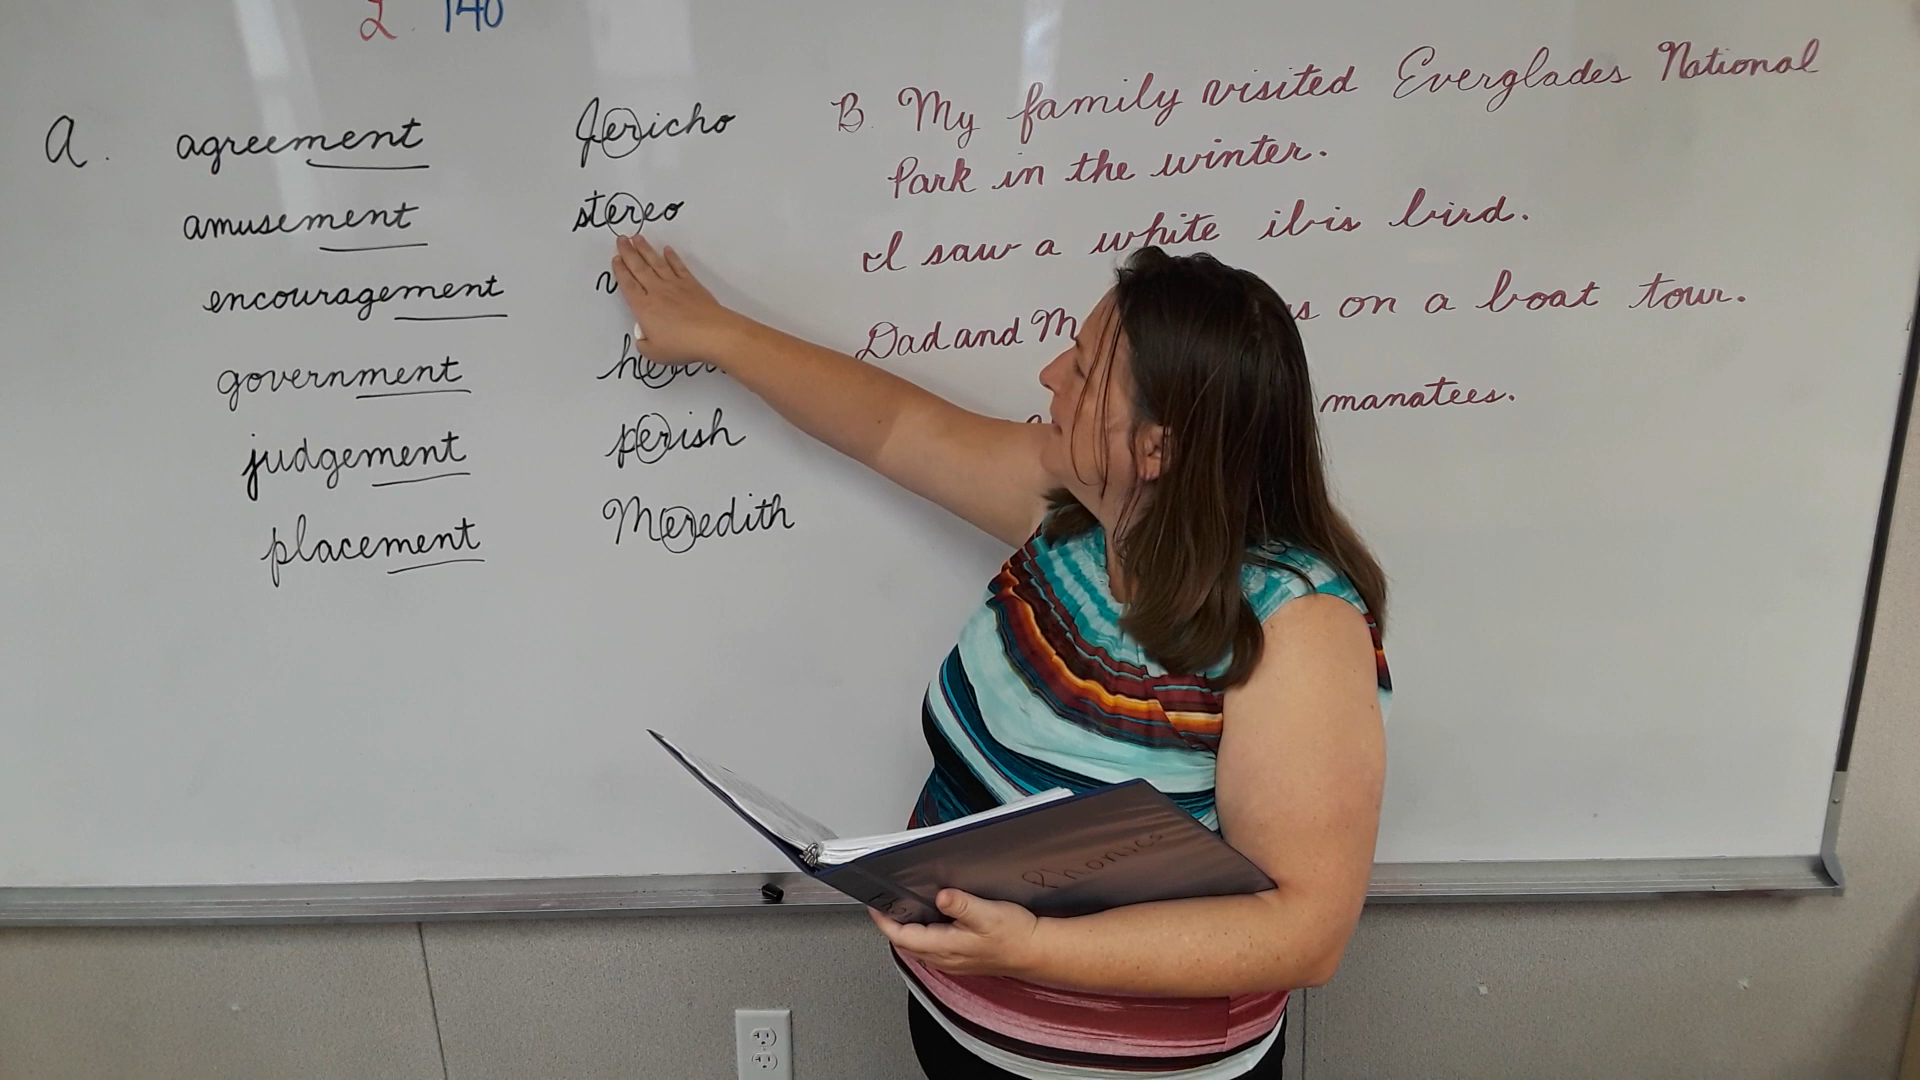 2 140
A.
agreement
amusement
encouragement
government
judgement
placement
Jericho
stereo
perish
Meredith
B. My family visited Everglades National
Park in the winter.
I saw a white ibis bird.
Dad and on a boat tour.
manatees.
Phonics